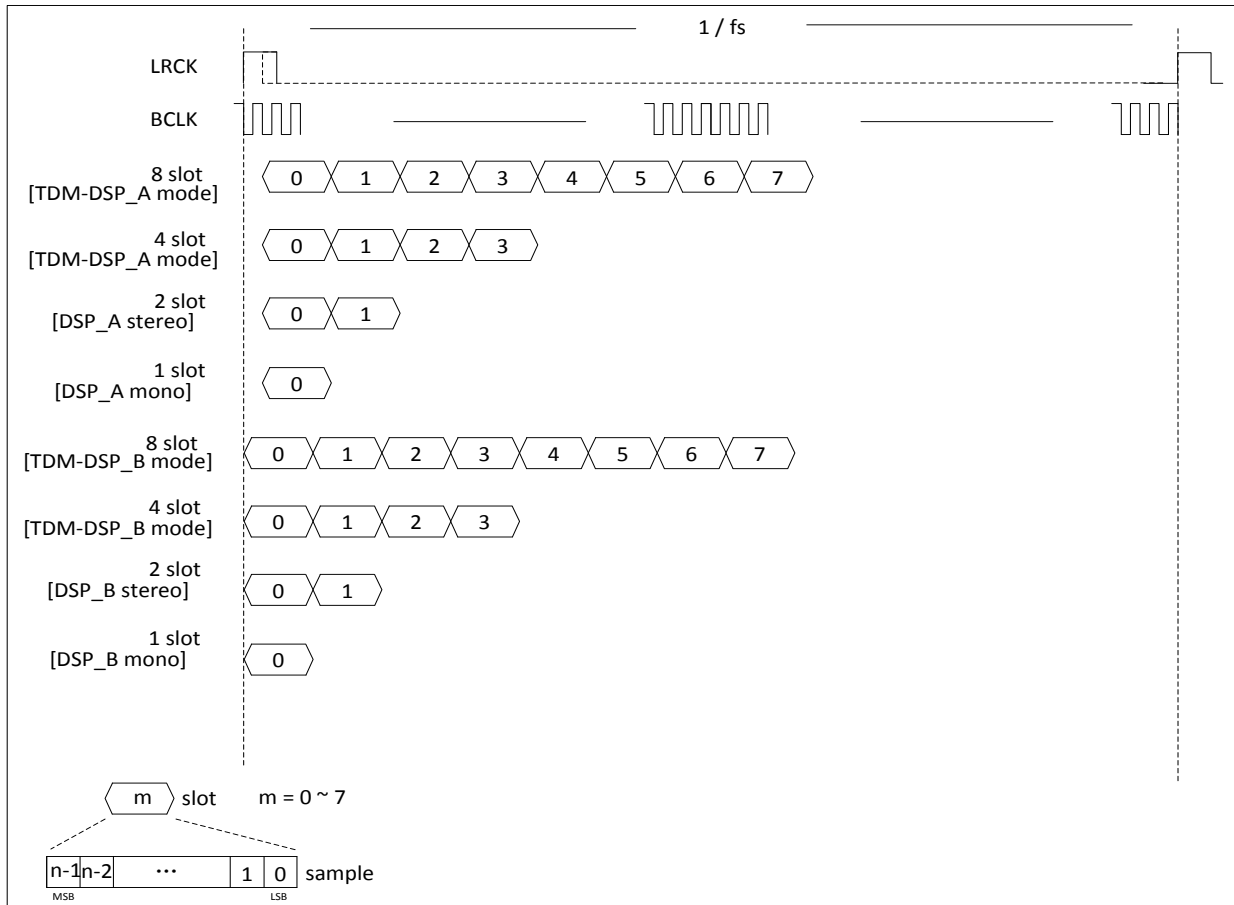 1 / fs
LRCK
BCLK
8 slot
[TDM-DSP_A mode]
0 1 2 3 4 5 6 7
4 slot
[TDM-DSP_A mode]
0 1 2 3
2 slot
[DSP_A stereo]
0 1
1 slot
[DSP_A mono]
0
8 slot
[TDM-DSP_B mode]
0 1 2 3 4 5 6 7
4 slot
[TDM-DSP_B mode]
0 1 2 3
2 slot
[DSP_B stereo]
0 1
1 slot
[DSP_B mono]
0
m slot m = 0 ~ 7
n-1 n-2 ... 1 0 sample
MSB LSB